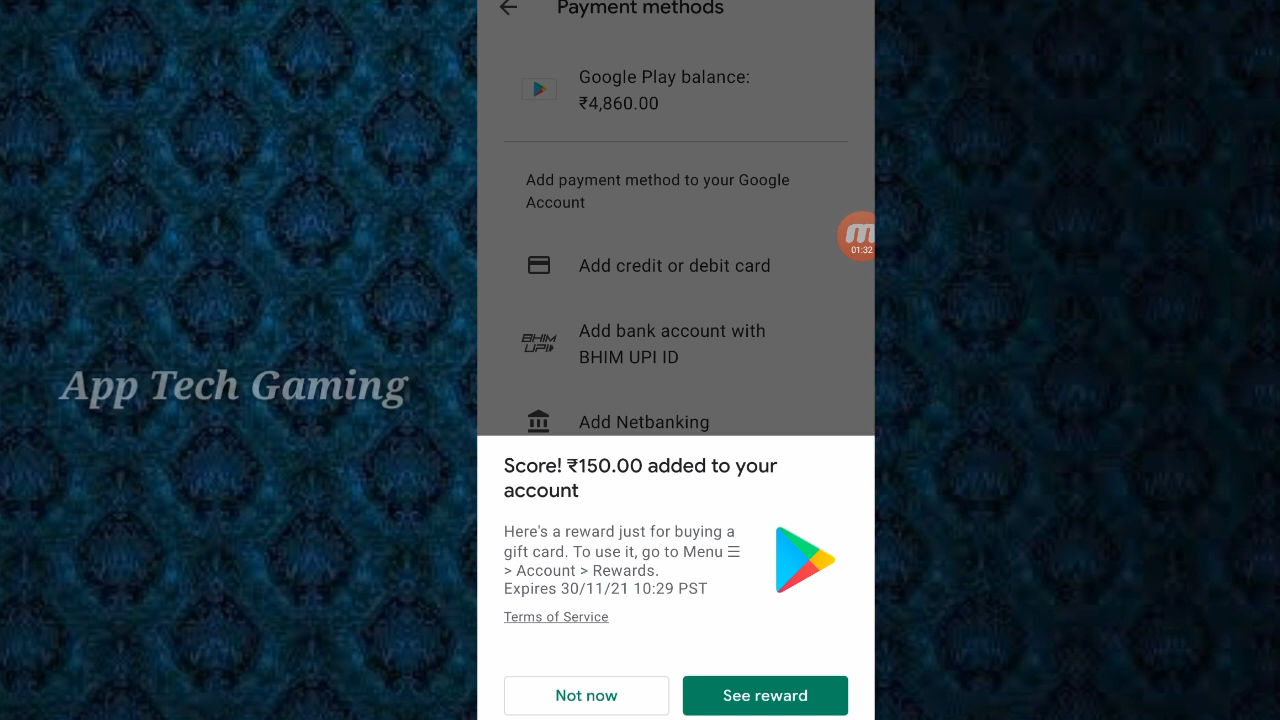 Payment methods
Google Play balance:
₹4,860.00
Add payment method to your Google
Account
01:32
Add credit or debit card
BHIM
UPI
Add bank account with
BHIM UPI ID
App Tech Gaming
Add Netbanking
Score! ₹150.00 added to your
account
Here's a reward just for buying a
gift card. To use it, go to Menu ☰
> Account > Rewards.
Expires 30/11/21 10:29 PST
Terms of Service
Not now
See reward